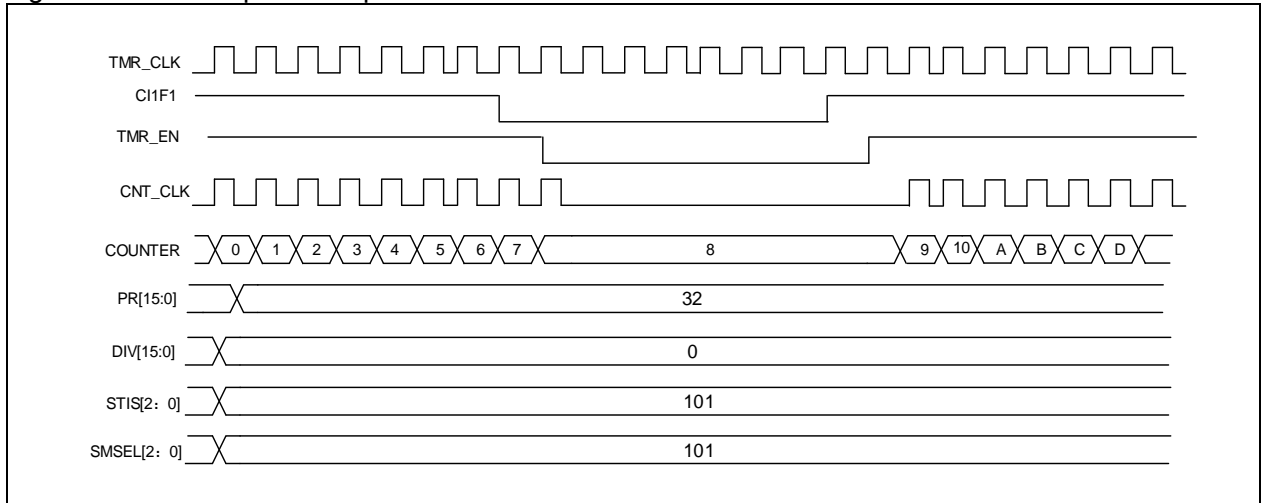 TMR_CLK
CI1F1
TMR_EN
CNT_CLK
COUNTER 0 1 2 3 4 5 6 7 8 9 10 A B C D
PR[15:0] 32
DIV[15:0] 0
STIS[2：0] 101
SMSEL[2：0] 101